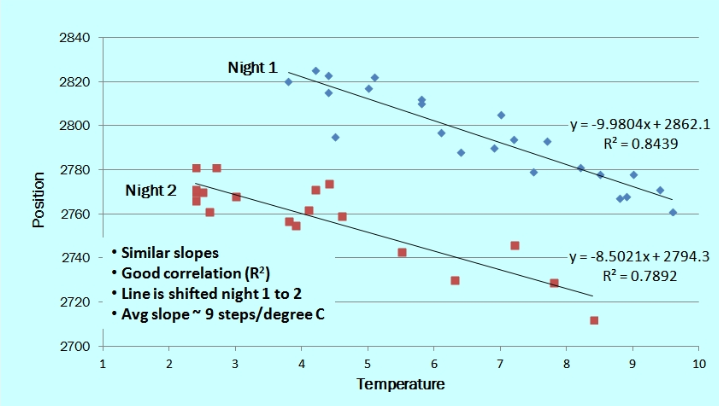 2840
2820
2800
2780
2760
2740
2720
2700
Position
Night 1
y = -9.9804x + 2862.1
R² = 0.8439
Night 2
y = -8.5021x + 2794.3
R² = 0.7892
• Similar slopes
• Good correlation (R²)
• Line is shifted night 1 to 2
• Avg slope ~ 9 steps/degree C
1 2 3 4 5 6 7 8 9 10
Temperature